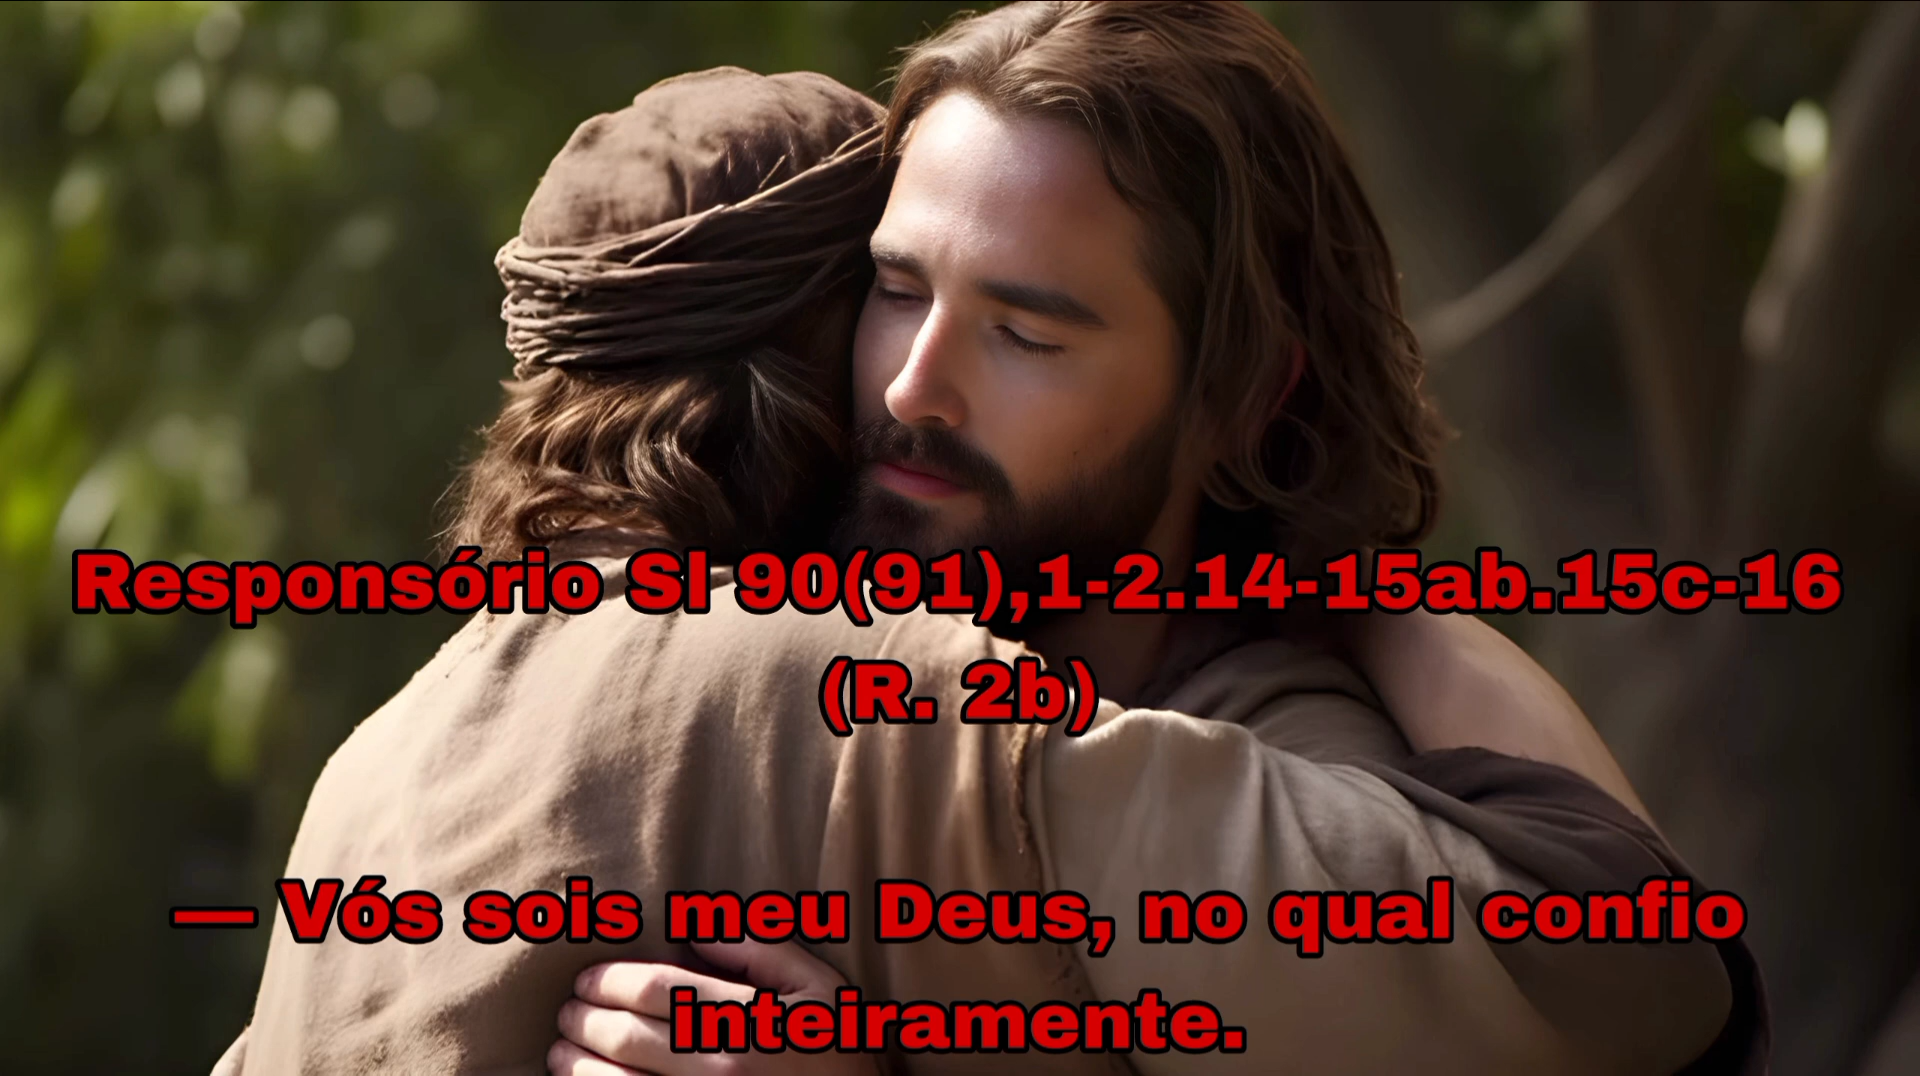 Responsório Sl 90(91),1-2.14-15ab.15c-16
(R. 2b)
— Vós sois meu Deus, no qual confio
inteiramente.